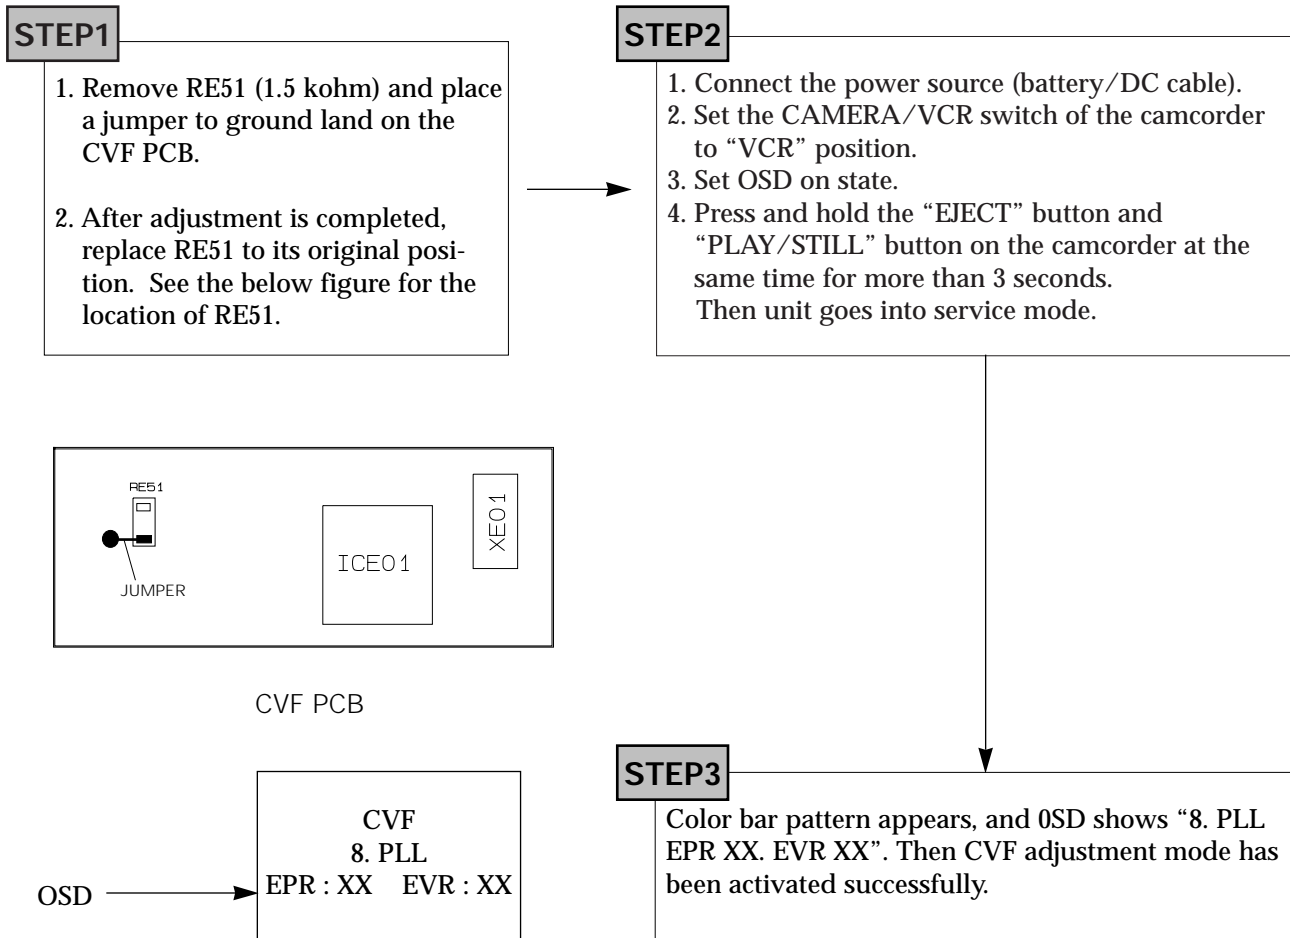 STEP1
1. Remove RE51 (1.5 kohm) and place
a jumper to ground land on the
CVF PCB.
2. After adjustment is completed,
replace RE51 to its original posi-
tion. See the below figure for the
location of RE51.
STEP2
1. Connect the power source (battery/DC cable).
2. Set the CAMERA/VCR switch of the camcorder
to “VCR” position.
3. Set OSD on state.
4. Press and hold the “EJECT” button and
“PLAY/STILL” button on the camcorder at the
same time for more than 3 seconds.
Then unit goes into service mode.
RE51
JUMPER
ICE01
XE01
CVF PCB
OSD
CVF
8. PLL
EPR : XX EVR : XX
STEP3
Color bar pattern appears, and 0SD shows “8. PLL
EPR XX. EVR XX”. Then CVF adjustment mode has
been activated successfully.